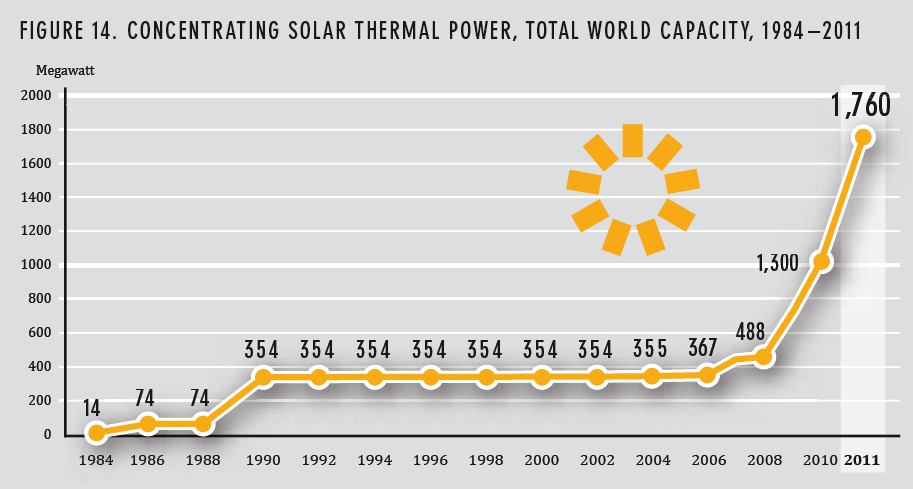 FIGURE 14. CONCENTRATING SOLAR THERMAL POWER, TOTAL WORLD CAPACITY, 1984–2011
Megawatt
2000
1,760
1800
1600
1400
1200
1000
1,300
800
600
488
354 354 354 354 354 354 354 355 367
400
200
14 74 74
0
1984 1986 1988 1990 1992 1994 1996 1998 2000 2002 2004 2006 2008 2010 2011